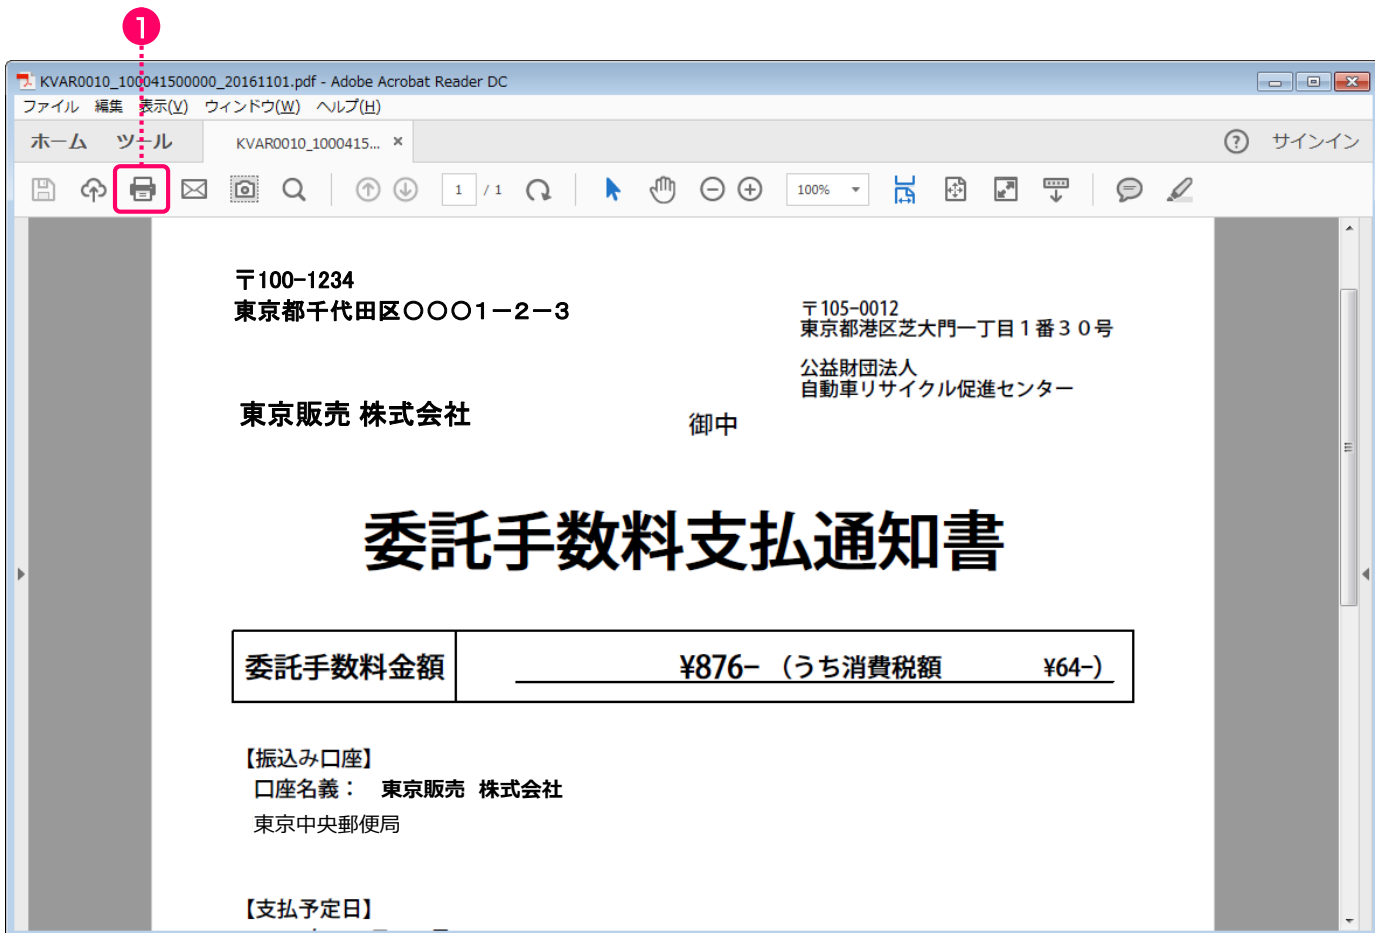 1
KVAR0010_100041500000_20161101.pdf - Adobe Acrobat Reader DC
ファイル 編集 表示(V) ウィンドウ(W) ヘルプ(H)
ホーム ツール KVAR0010_1000415... × ? サインイン
1 / 1 100%
〒100-1234
東京都千代田区〇〇〇1-2-3
〒105-0012
東京都港区芝大門一丁目1番30号
公益財団法人
自動車リサイクル促進センター
東京販売 株式会社 御中
委託手数料支払通知書
委託手数料金額 ¥876- (うち消費税額 ¥64-)
【振込み口座】
口座名義： 東京販売 株式会社
東京中央郵便局
【支払予定日】